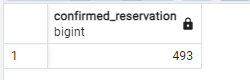 confirmed_reservation
bigint
1 493